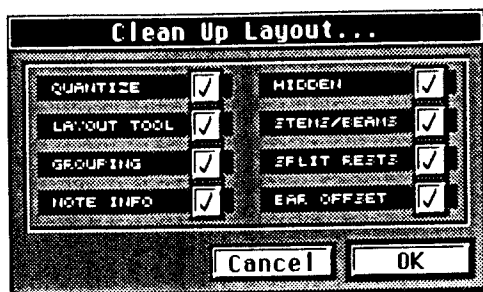 Clean Up Layout...
QUANTIZE
LAYOUT TOOL
GROUPING
NOTE INFO
HIDDEN
STEMS/BEAMS
SPLIT RESTS
BAR OFFSET
Cancel
OK